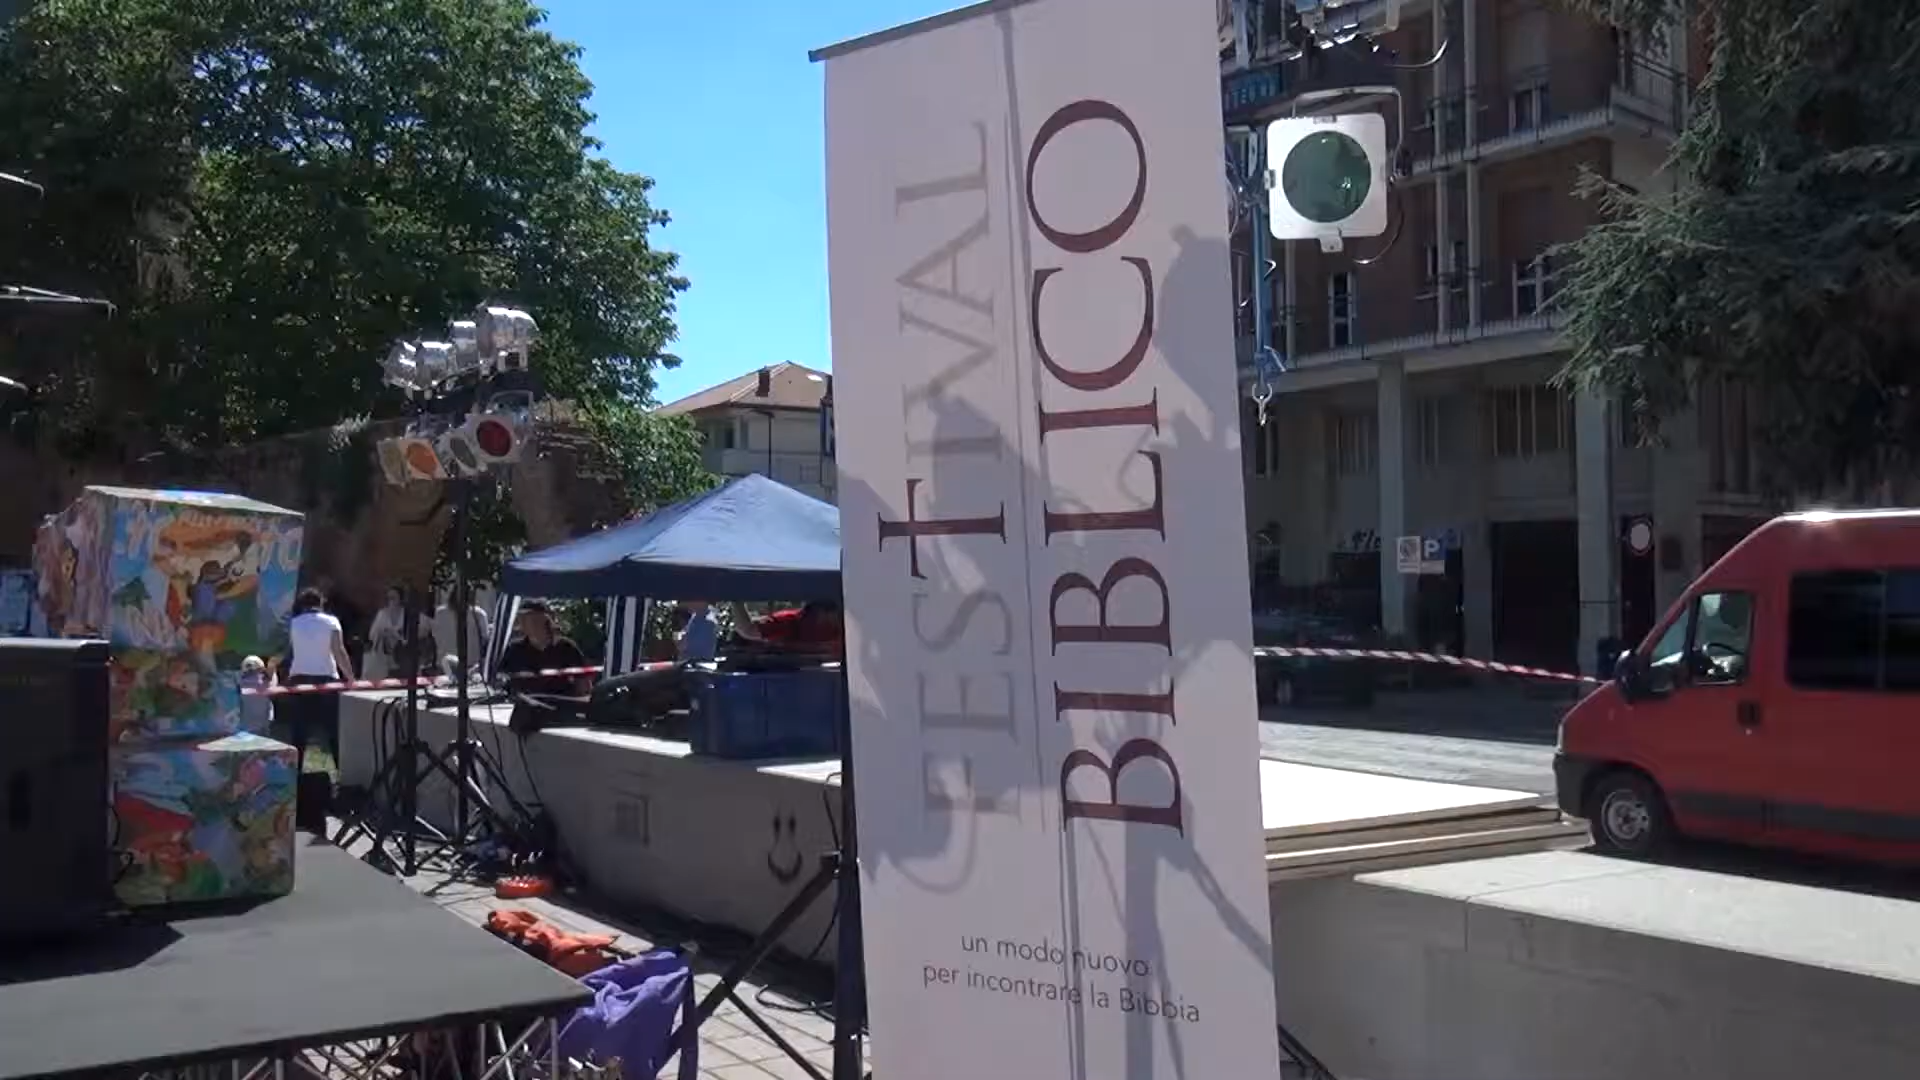 FESTIVAL
BIBLICO
un modo nuovo
per incontrare la Bibbia
P